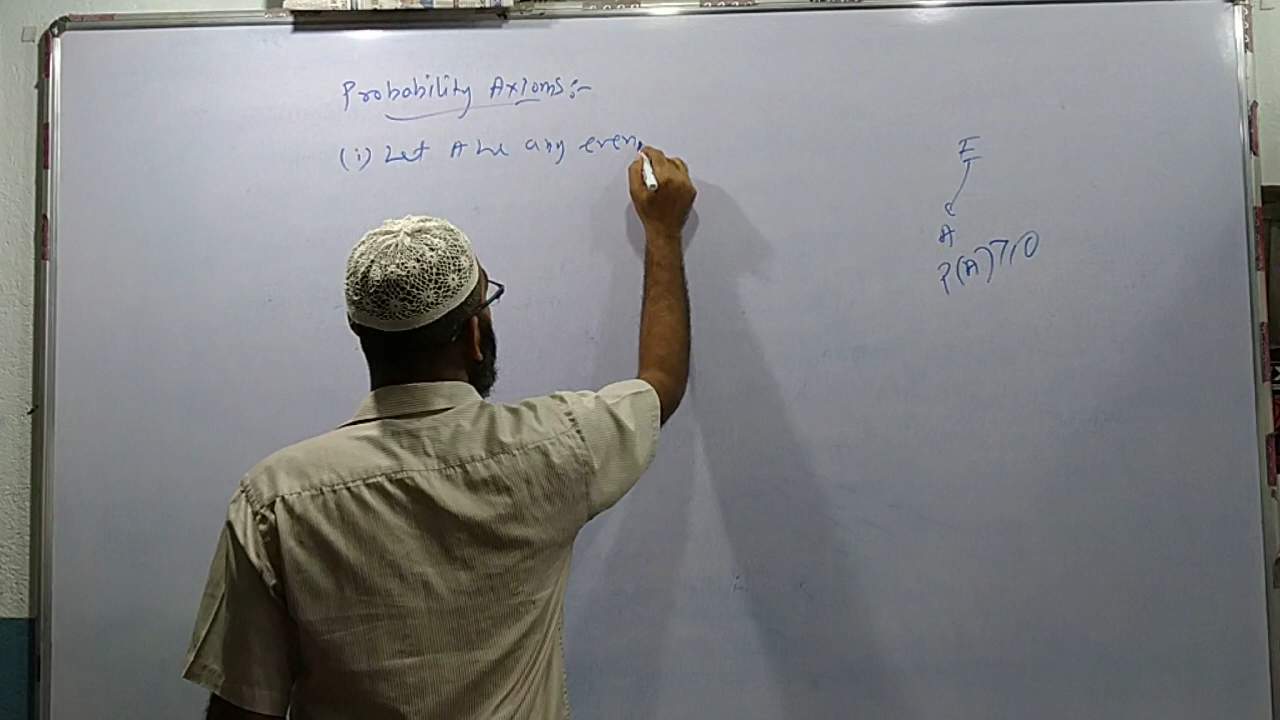 Probability Axioms:-
(i) Let A be any even
E
A
P(A) ⩾ 0